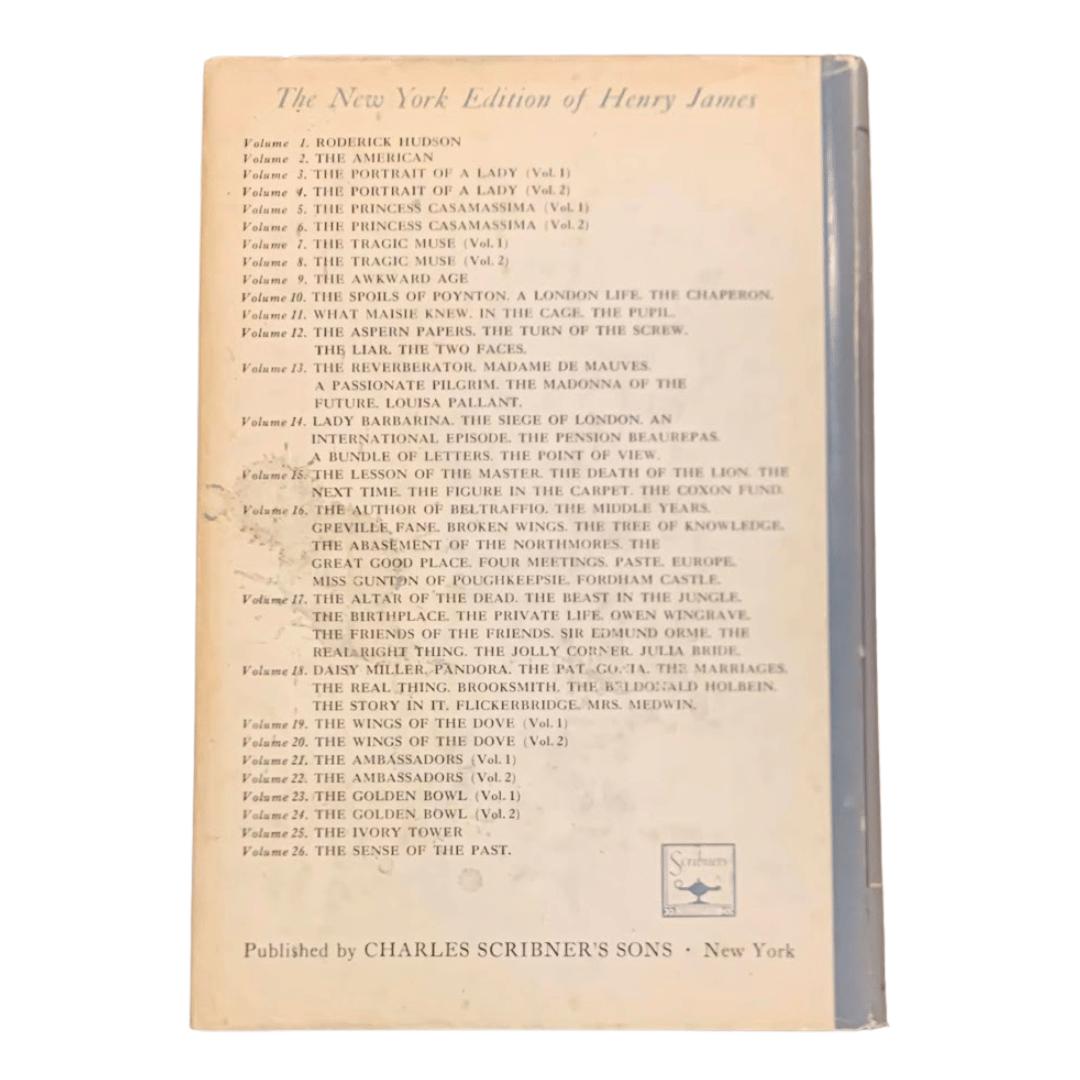 The New York Edition of Henry James
Volume 1. RODERICK HUDSON
Volume 2. THE AMERICAN
Volume 3. THE PORTRAIT OF A LADY (Vol. 1)
Volume 4. THE PORTRAIT OF A LADY (Vol. 2)
Volume 5. THE PRINCESS CASAMASSIMA (Vol. 1)
Volume 6. THE PRINCESS CASAMASSIMA (Vol. 2)
Volume 7. THE TRAGIC MUSE (Vol. 1)
Volume 8. THE TRAGIC MUSE (Vol. 2)
Volume 9. THE AWKWARD AGE
Volume 10. THE SPOILS OF POYNTON. A LONDON LIFE. THE CHAPERON.
Volume 11. WHAT MAISIE KNEW. IN THE CAGE. THE PUPIL.
Volume 12. THE ASPERN PAPERS. THE TURN OF THE SCREW.
THE LIAR. THE TWO FACES.
Volume 13. THE REVERBERATOR. MADAME DE MAUVES.
A PASSIONATE PILGRIM. THE MADONNA OF THE
FUTURE. LOUISA PALLANT.
Volume 14. LADY BARBARINA. THE SIEGE OF LONDON. AN
INTERNATIONAL EPISODE. THE PENSION BEAUREPAS.
A BUNDLE OF LETTERS. THE POINT OF VIEW.
Volume 15. THE LESSON OF THE MASTER. THE DEATH OF THE LION. THE
NEXT TIME. THE FIGURE IN THE CARPET. THE COXON FUND.
Volume 16. THE AUTHOR OF BELTRAFFIO. THE MIDDLE YEARS.
GREVILLE FANE. BROKEN WINGS. THE TREE OF KNOWLEDGE.
THE ABASEMENT OF THE NORTHMORES. THE
GREAT GOOD PLACE. FOUR MEETINGS. PASTE. EUROPE.
MISS GUNTON OF POUGHKEEPSIE. FORDHAM CASTLE.
Volume 17. THE ALTAR OF THE DEAD. THE BEAST IN THE JUNGLE.
THE BIRTHPLACE. THE PRIVATE LIFE. OWEN WINGRAVE.
THE FRIENDS OF THE FRIENDS. SIR EDMUND ORME. THE
REAL RIGHT THING. THE JOLLY CORNER. JULIA BRIDE.
Volume 18. DAISY MILLER. PANDORA. THE THE MARRIAGES.
THE REAL THING. BROOKSMITH. THE BELDONALD HOLBEIN.
THE STORY IN IT. FLICKERBRIDGE. MRS. MEDWIN.
Volume 19. THE WINGS OF THE DOVE (Vol. 1)
Volume 20. THE WINGS OF THE DOVE (Vol. 2)
Volume 21. THE AMBASSADORS (Vol. 1)
Volume 22. THE AMBASSADORS (Vol. 2)
Volume 23. THE GOLDEN BOWL (Vol. 1)
Volume 24. THE GOLDEN BOWL (Vol. 2)
Volume 25. THE IVORY TOWER
Volume 26. THE SENSE OF THE PAST.
Scribners
Published by CHARLES SCRIBNER'S SONS · New York